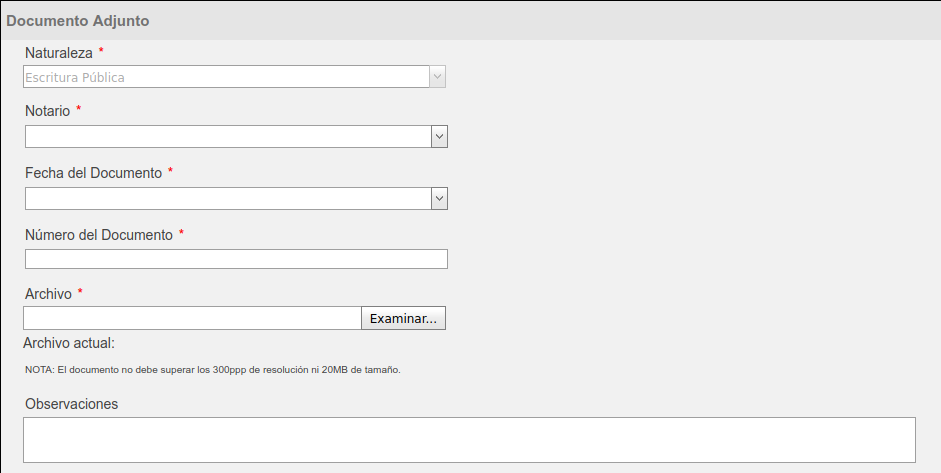 Documento Adjunto
Naturaleza *
Escritura Pública
Notario *
Fecha del Documento *
Número del Documento *
Archivo *
Examinar...
Archivo actual:
NOTA: El documento no debe superar los 300ppp de resolución ni 20MB de tamaño.
Observaciones